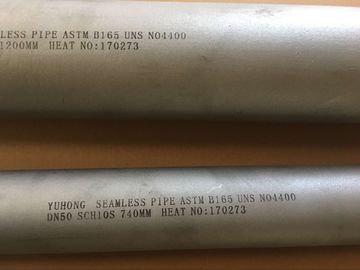 LESS PIPE ASTM B165 UNS NO4400
1200MM HEAT NO:170273
YUHONG SEAMLESS PIPE ASTM B165 UNS NO4400
DN50 SCH10S 740MM HEAT NO:170273